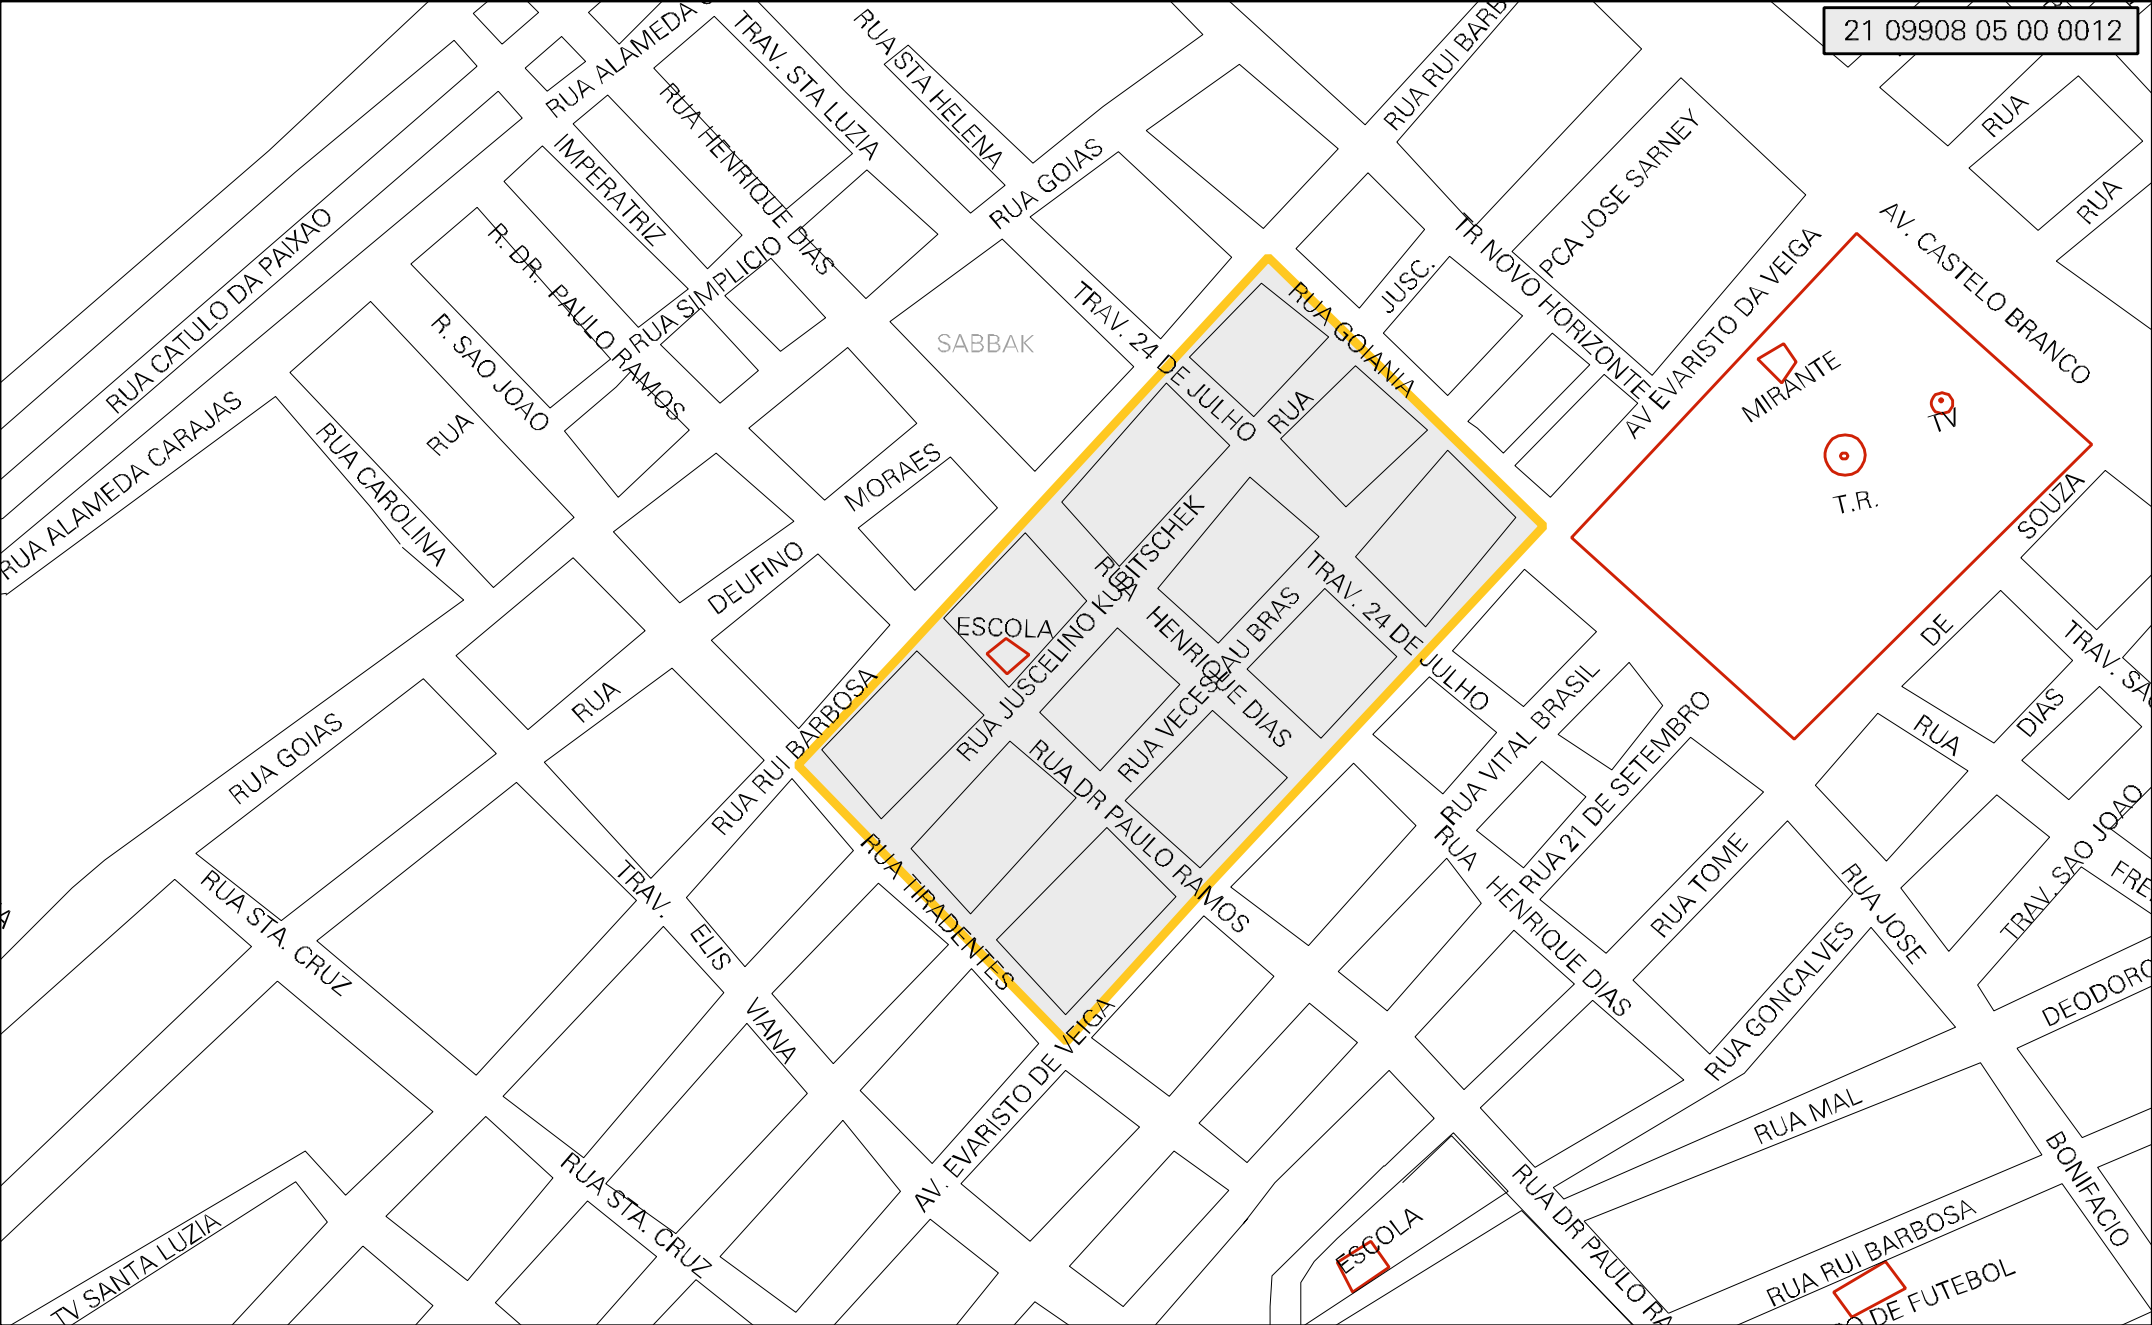 21 09908 05 00 0012
RUA ALAMEDA
TRAV. STA LUZIA
RUA STA HELENA
RUA HENRIQUE DIAS
IMPERATRIZ
RUA GOIAS
PCA JOSE SARNEY
RUA
RUA
RUA CATULO DA PAIXAO
R. DR. PAULO RAMOS
RUA SIMPLICIO
TR NOVO HORIZONTE
AV. CASTELO BRANCO
AV EVARISTO DA VEIGA
JUSC.
RUA GOIANIA
TRAV. 24 DE JULHO
SABBAK
R. SAO JOAO
RUA
RUA CAROLINA
RUA ALAMEDA CARAJAS
MIRANTE
TV
T.R.
RUA
MORAES
DEUFINO
RUA
RUA JUSCELINO KUBITSCHEK
RUA
HENRIQUE DIAS
TRAV. 24 DE JULHO
SOUZA
DE
DIAS
ESCOLA
RUA RUI BARBOSA
RUA VECESLAU BRAS
RUA DR PAULO RAMOS
RUA VITAL BRASIL
RUA 21 DE SETEMBRO
RUA
RUA GOIAS
RUA STA. CRUZ
TRAV. ELIS VIANA
RUA TIRADENTES
RUA
HENRIQUE DIAS
RUA TOME
RUA JOSE
TRAV. SAO JOAO
RUA GONCALVES
AV. EVARISTO DE VEIGA
RUA MAL
BONIFACIO
RUA STA. CRUZ
TV SANTA LUZIA
ESCOLA
RUA DR PAULO RA
RUA RUI BARBOSA
DE FUTEBOL